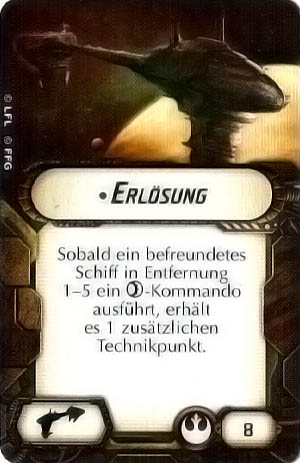 © LFL © FFG
• ERLÖSUNG
Sobald ein befreundetes
Schiff in Entfernung
1–5 ein -Kommando
ausführt, erhält
es 1 zusätzlichen
Technikpunkt.
8